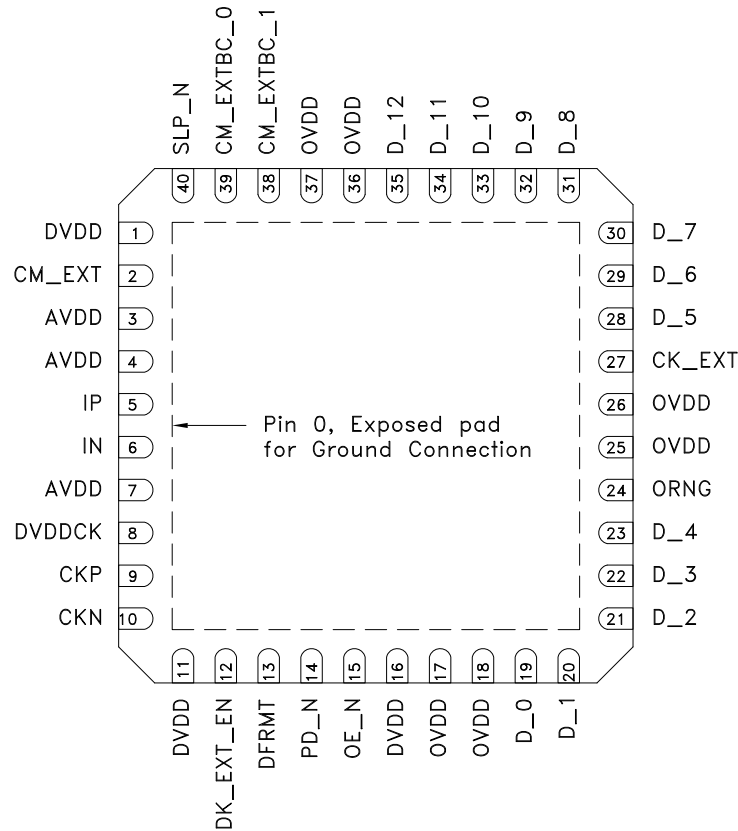 SLP_N
CM_EXTBC_0
CM_EXTBC_1
OVDD
OVDD
D_12
D_11
D_10
D_9
D_8
40
39
38
37
36
35
34
33
32
31
DVDD 1
CM_EXT 2
AVDD 3
AVDD 4
IP 5
IN 6
AVDD 7
DVDDCK 8
CKP 9
CKN 10
Pin 0, Exposed pad
for Ground Connection
30 D_7
29 D_6
28 D_5
27 CK_EXT
26 OVDD
25 OVDD
24 ORNG
23 D_4
22 D_3
21 D_2
11
12
13
14
15
16
17
18
19
20
DVDD
DK_EXT_EN
DFRMT
PD_N
OE_N
DVDD
OVDD
OVDD
D_0
D_1